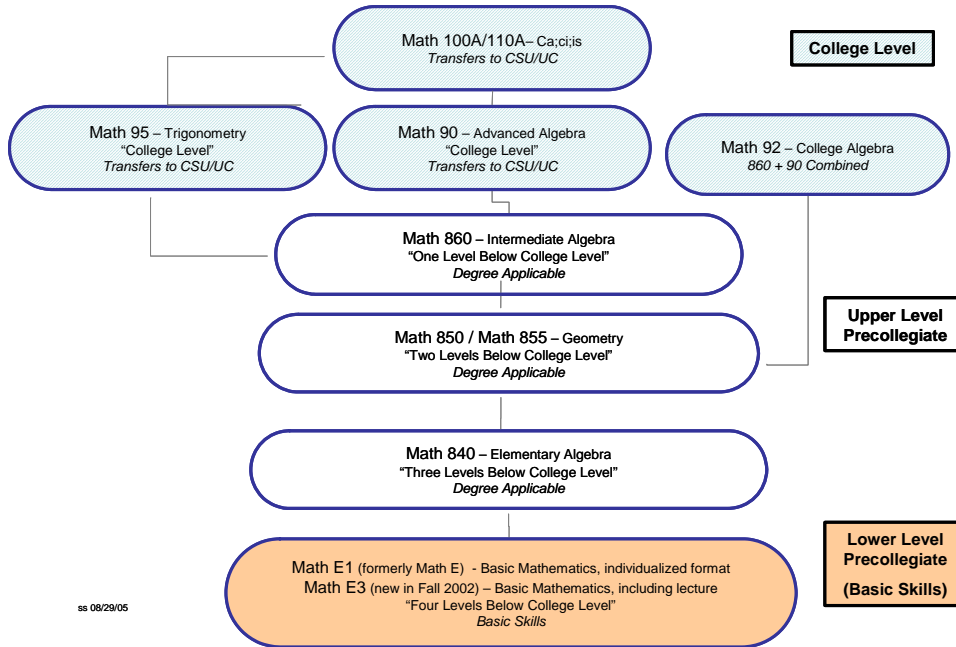 Math 100A/110A– Ca;ci;is
Transfers to CSU/UC
College Level
Math 95 – Trigonometry
“College Level”
Transfers to CSU/UC
Math 90 – Advanced Algebra
“College Level”
Transfers to CSU/UC
Math 92 – College Algebra
860 + 90 Combined
Math 860 – Intermediate Algebra
“One Level Below College Level”
Degree Applicable
Upper Level
Precollegiate
Math 850 / Math 855 – Geometry
“Two Levels Below College Level”
Degree Applicable
Math 840 – Elementary Algebra
“Three Levels Below College Level”
Degree Applicable
Lower Level
Precollegiate
(Basic Skills)
Math E1 (formerly Math E) - Basic Mathematics, individualized format
Math E3 (new in Fall 2002) – Basic Mathematics, including lecture
“Four Levels Below College Level”
Basic Skills
ss 08/29/05